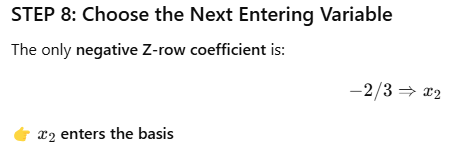 STEP 8: Choose the Next Entering Variable
The only negative Z-row coefficient is:
−2/3 ⇒ x₂
👉 x₂ enters the basis